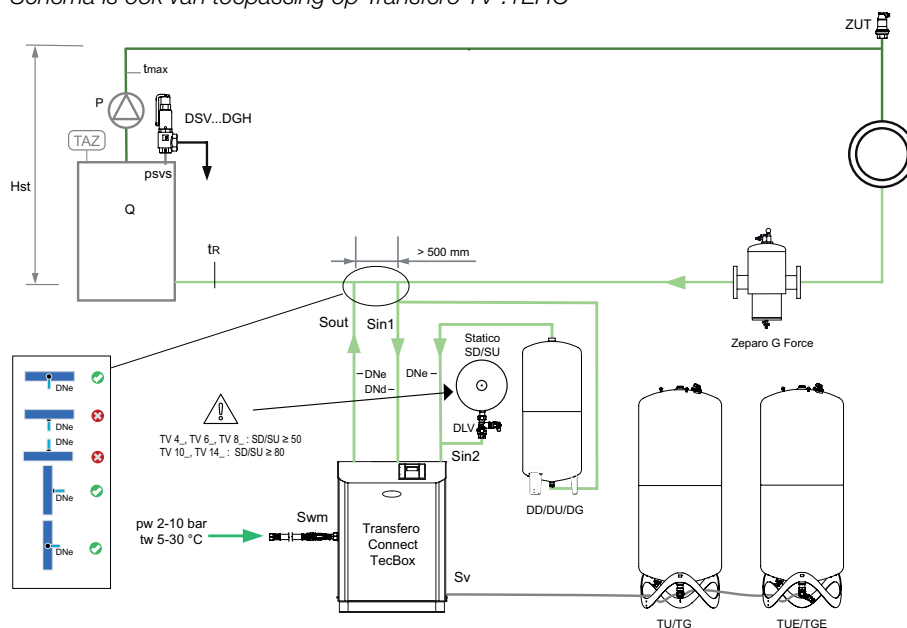 Schema is ook van toepassing op Transfero TV .1EHC
ZUT
tmax
P
DSV...DGH
TAZ
psvs
Hst
Q
tR
> 500 mm
Sout
Sin1
Statico
SD/SU
Zeparo G Force
DNe
DNd
DNe
DLV
Sin2
DNe
DNe
DNe
DNe
DNe
TV 4_, TV 6_, TV 8_ : SD/SU ≥ 50
TV 10_, TV 14_ : SD/SU ≥ 80
DD/DU/DG
pw 2-10 bar
tw 5-30 °C
Swm
Transfero
Connect
TecBox
Sv
TU/TG
TUE/TGE